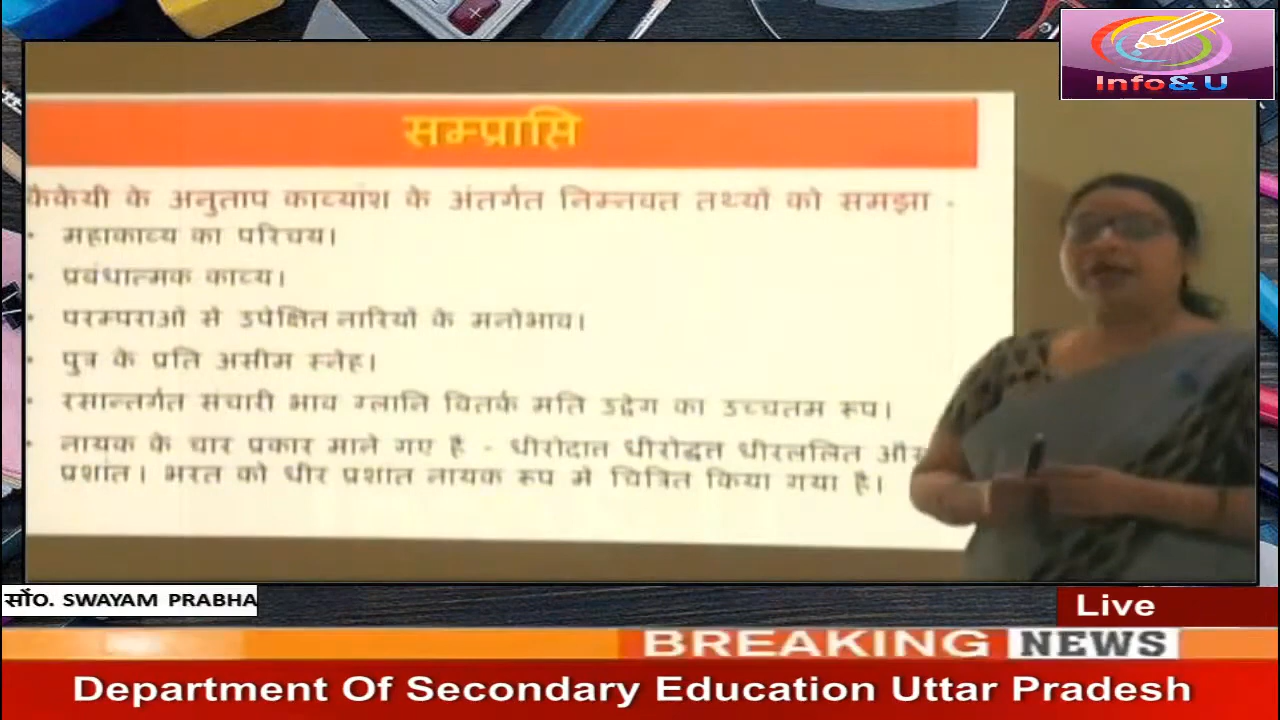 Info& U
सम्प्राप्ति
कैकेयी के अनुताप काव्यांश के अंतर्गत निम्नवत तथ्यों को समझा -
• महाकाव्य का परिचय।
• प्रबंधात्मक काव्य।
• परम्पराओं से उपेक्षित नारियों के मनोभाव।
• पुत्र के प्रति असीम स्नेह।
• रसान्तर्गत संचारी भाव ग्लानि वितर्क मति उद्वेग का उच्चतम रूप।
• नायक के चार प्रकार माने गए है - धीरोदात्त धीरोद्धत्त धीरललित और
प्रशांत। भरत को धीर प्रशांत नायक रूप में चित्रित किया गया है।
SWAYAM PRABHA
Live
BREAKING NEWS
Department Of Secondary Education Uttar Pradesh